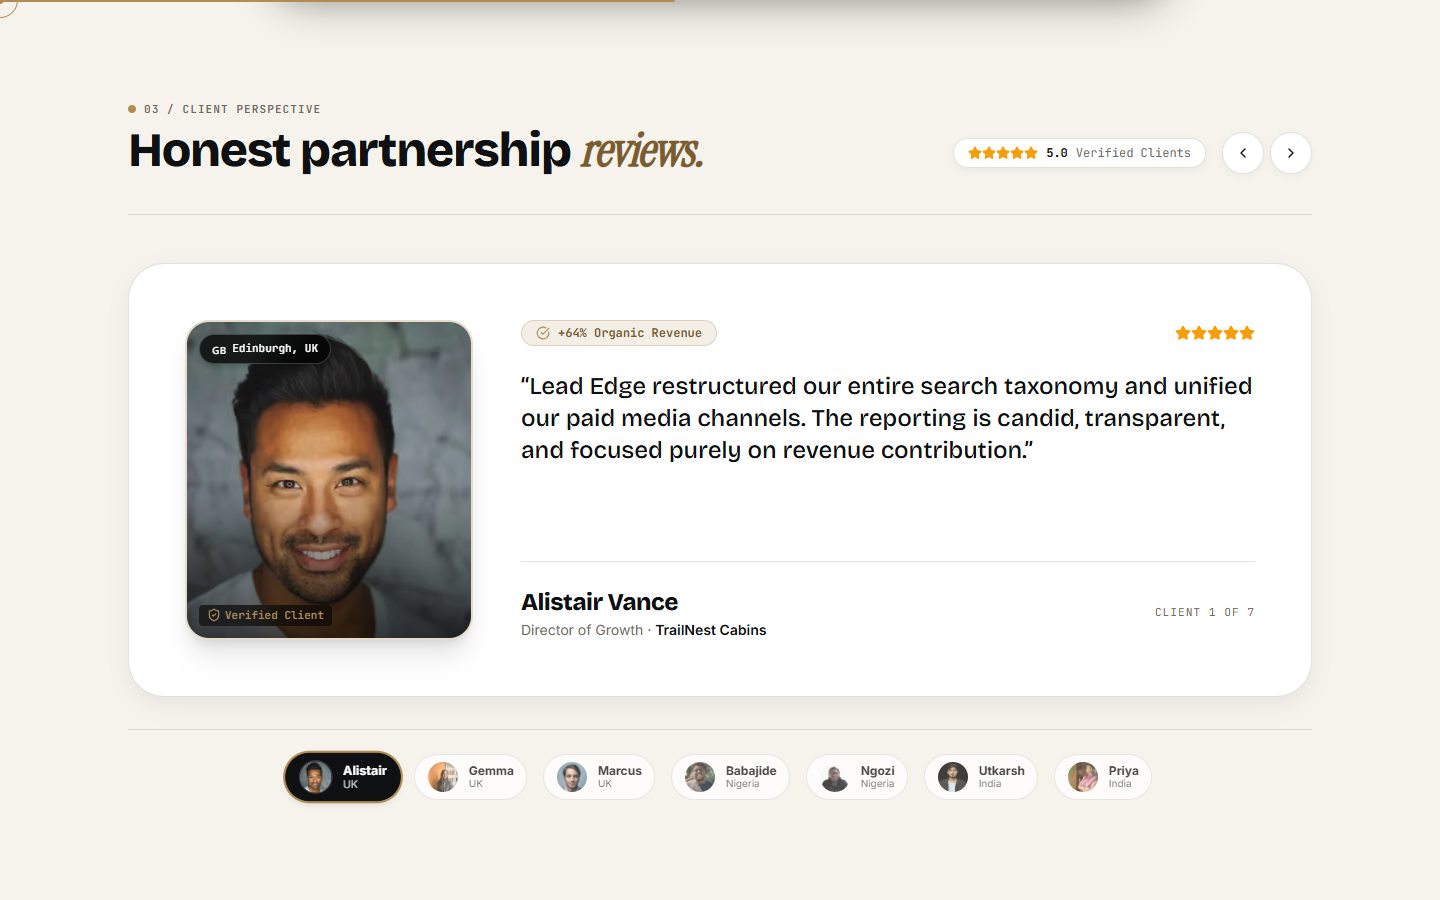 03 / CLIENT PERSPECTIVE
Honest partnership reviews.
5.0 Verified Clients
GB Edinburgh, UK
Verified Client
+64% Organic Revenue
“Lead Edge restructured our entire search taxonomy and unified
our paid media channels. The reporting is candid, transparent,
and focused purely on revenue contribution.”
Alistair Vance
Director of Growth · TrailNest Cabins
CLIENT 1 OF 7
Alistair
UK
Gemma
UK
Marcus
UK
Babajide
Nigeria
Ngozi
Nigeria
Utkarsh
India
Priya
India